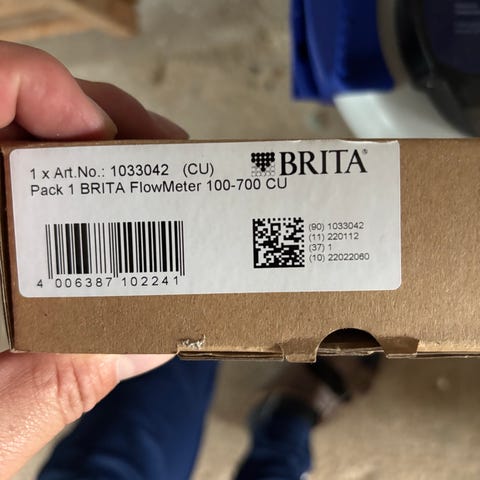 1 x Art.No.: 1033042 (CU)
BRITA®
Pack 1 BRITA FlowMeter 100-700 CU
4 006387 102241
(90) 1033042
(11) 220112
(37) 1
(10) 22022060